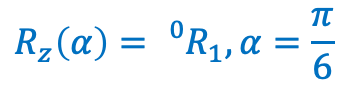 R_z(α) = ⁰R₁, α = π/6